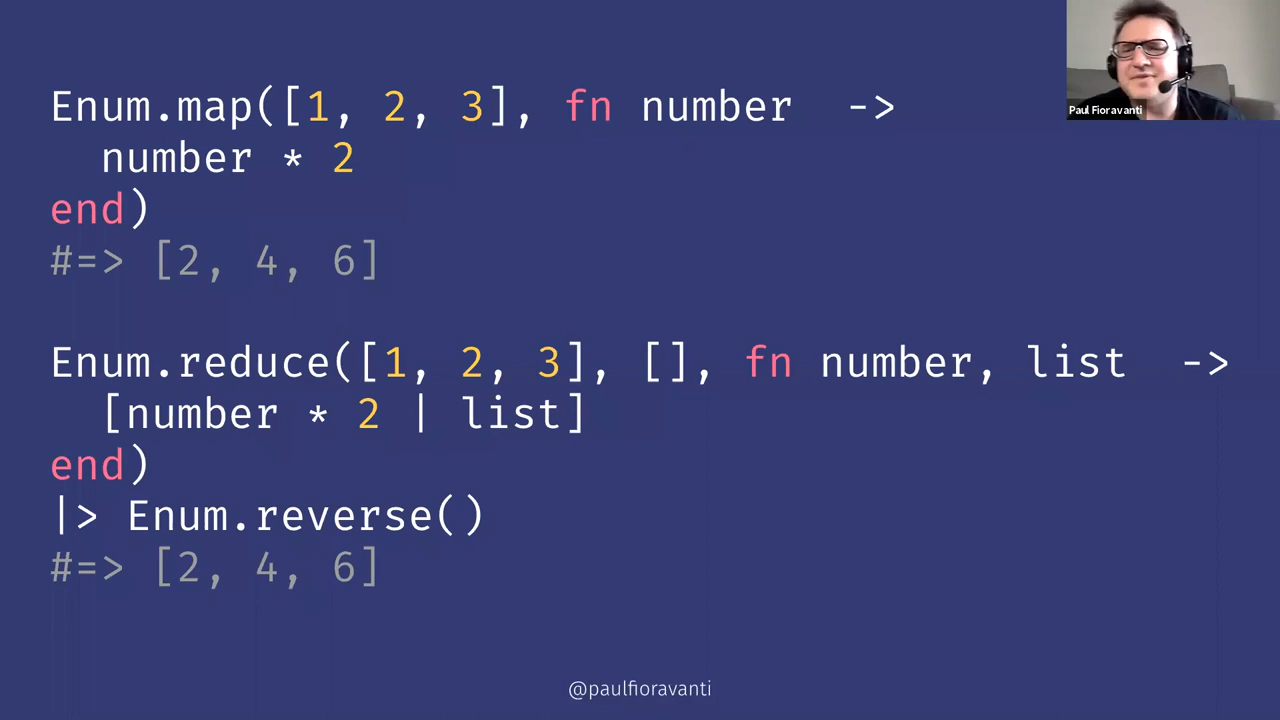 Enum.map([1, 2, 3], fn number  ->
  number * 2
end)
#=> [2, 4, 6]
Enum.reduce([1, 2, 3], [], fn number, list  ->
  [number * 2 | list]
end)
|> Enum.reverse()
#=> [2, 4, 6]
@paulfioravanti
Paul Fioravanti